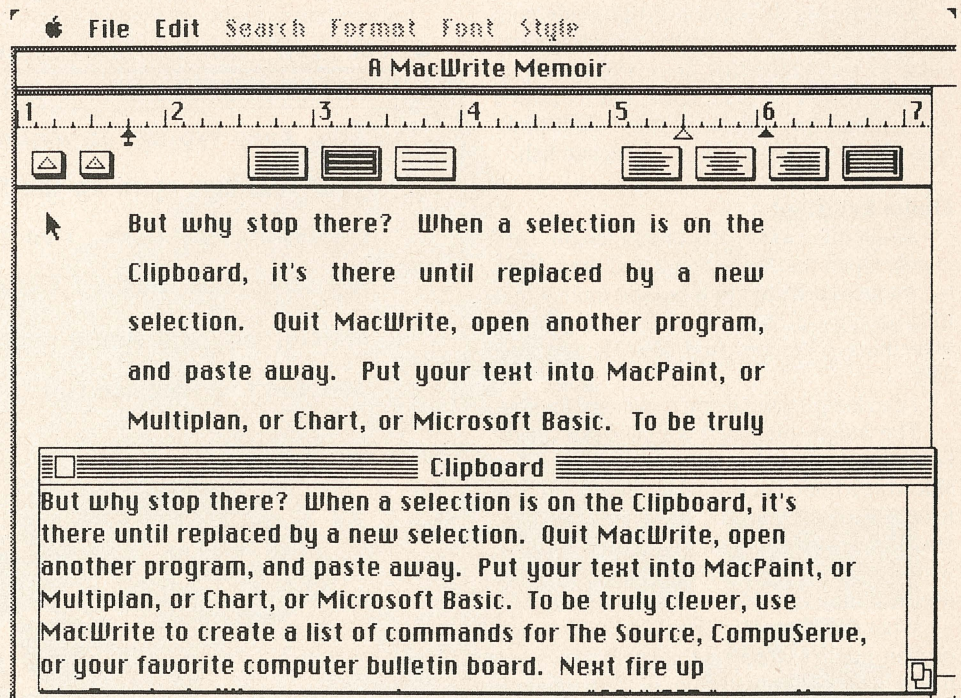 File Edit Search Format Font Style
A MacWrite Memoir
1 2 3 4 5 6 7
But why stop there? When a selection is on the
Clipboard, it's there until replaced by a new
selection. Quit MacWrite, open another program,
and paste away. Put your text into MacPaint, or
Multiplan, or Chart, or Microsoft Basic. To be truly
Clipboard
But why stop there? When a selection is on the Clipboard, it's
there until replaced by a new selection. Quit MacWrite, open
another program, and paste away. Put your text into MacPaint, or
Multiplan, or Chart, or Microsoft Basic. To be truly clever, use
MacWrite to create a list of commands for The Source, CompuServe,
or your favorite computer bulletin board. Next fire up